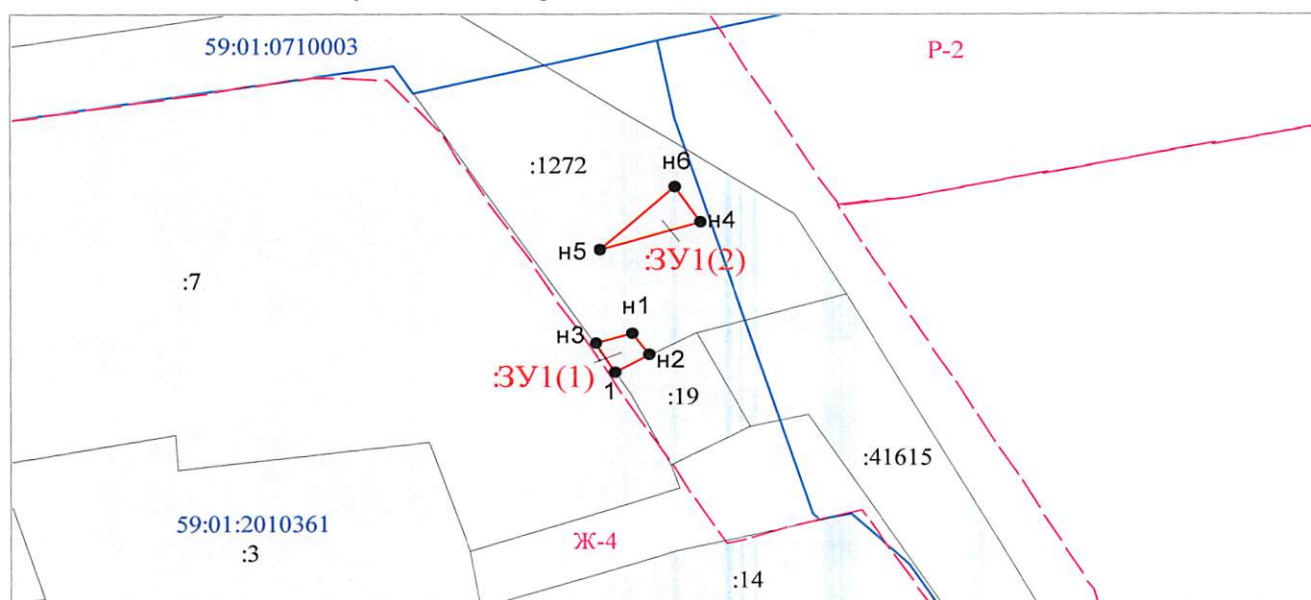 59:01:0710003
Р-2
:1272
н6
н4
н5
:ЗУ1(2)
:7
н1
н3
н2
:ЗУ1(1)
1
:19
:41615
59:01:2010361
:3
Ж-4
:14